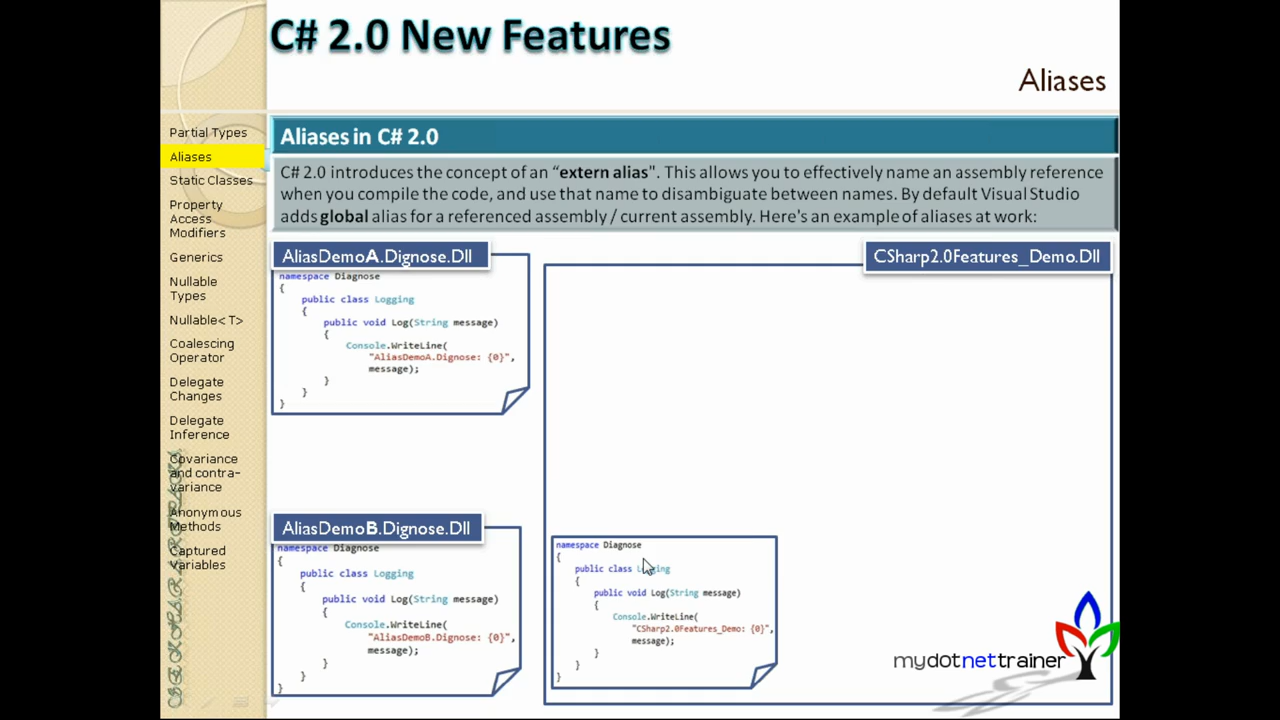 C# 2.0 New Features
Aliases
Partial Types
Aliases
Static Classes
Property
Access
Modifiers
Generics
Nullable
Types
Nullable< T>
Coalescing
Operator
Delegate
Changes
Delegate
Inference
Covariance
and contra-
variance
Anonymous
Methods
Captured
Variables
Aliases in C# 2.0
C# 2.0 introduces the concept of an “extern alias". This allows you to effectively name an assembly reference
when you compile the code, and use that name to disambiguate between names. By default Visual Studio
adds global alias for a referenced assembly / current assembly. Here's an example of aliases at work:
AliasDemoA.Dignose.Dll
namespace Diagnose
{
public class Logging
{
public void Log(String message)
{
Console.WriteLine(
"AliasDemoA.Dignose: {0}",
message);
}
}
}
AliasDemoB.Dignose.Dll
namespace Diagnose
{
public class Logging
{
public void Log(String message)
{
Console.WriteLine(
"AliasDemoB.Dignose: {0}",
message);
}
}
}
CSharp2.0Features_Demo.Dll
namespace Diagnose
{
public class Logging
{
public void Log(String message)
{
Console.WriteLine(
"CSharp2.0Features_Demo: {0}",
message);
}
}
}
mydotnettrainer